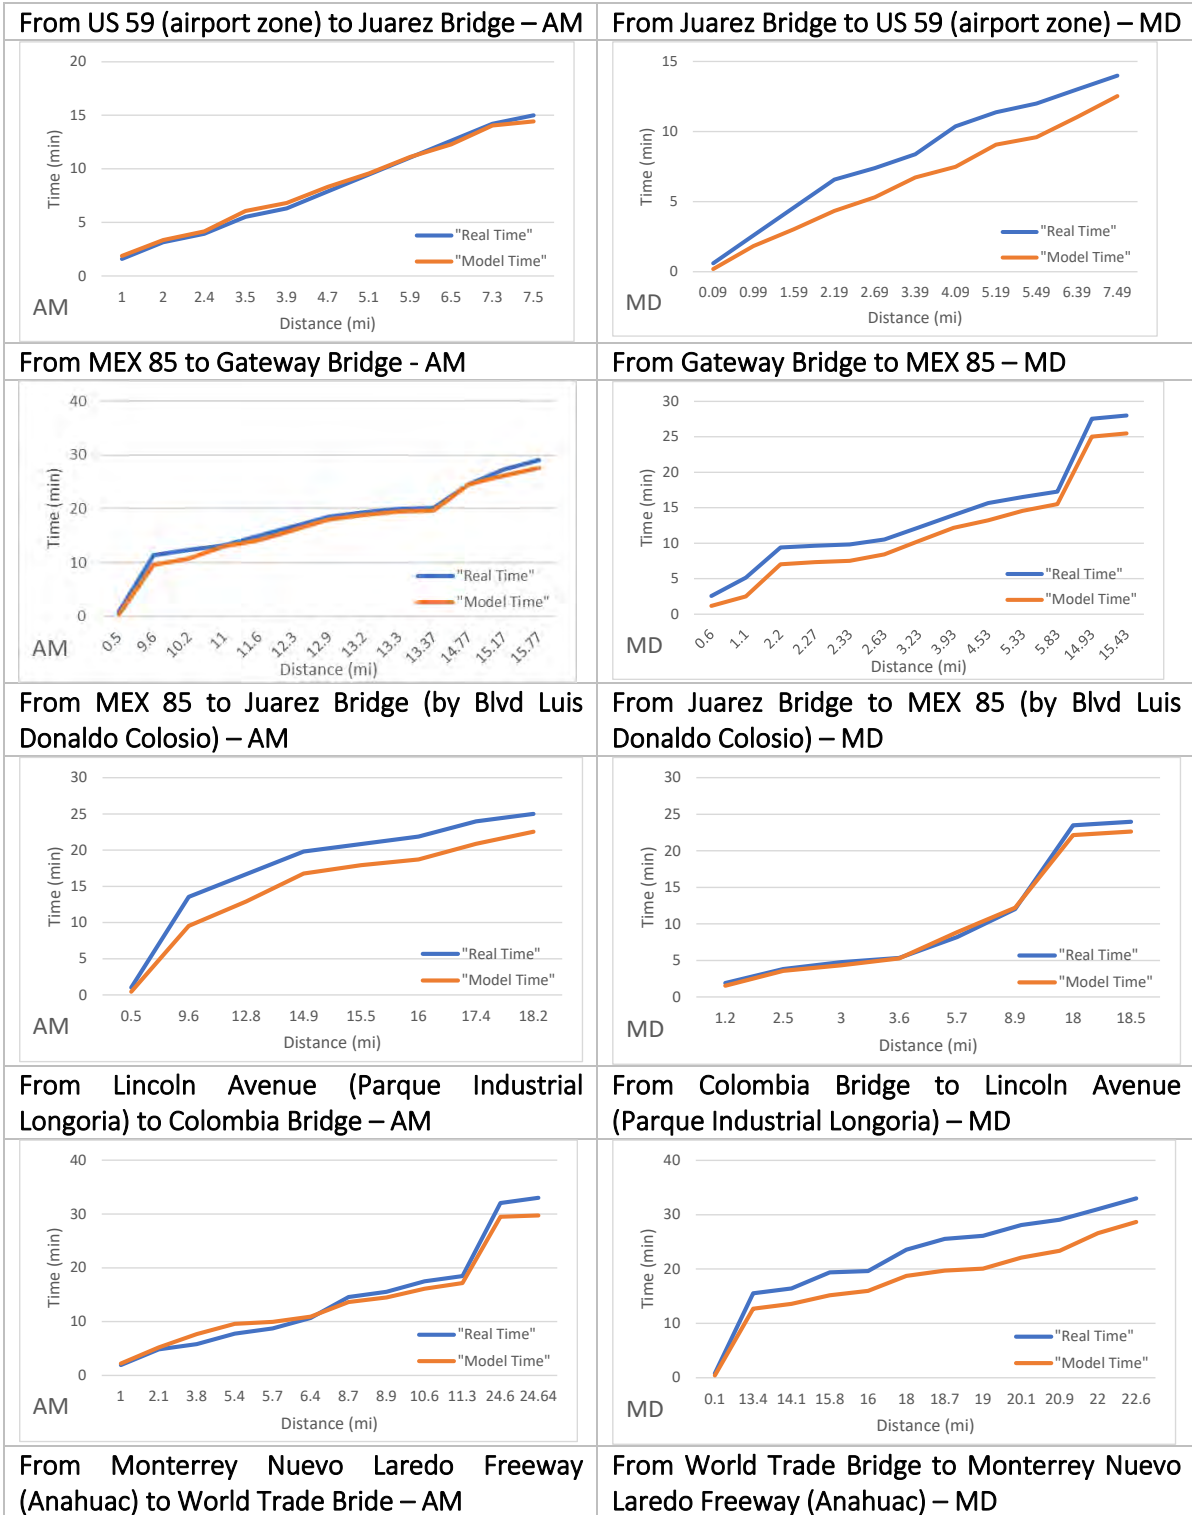 From US 59 (airport zone) to Juarez Bridge – AM
From Juarez Bridge to US 59 (airport zone) – MD
20
15
10
5
0
Time (min)
"Real Time"
"Model Time"
1 2 2.4 3.5 3.9 4.7 5.1 5.9 6.5 7.3 7.5
AM
Distance (mi)
15
10
5
0
Time (min)
"Real Time"
"Model Time"
0.09 0.99 1.59 2.19 2.69 3.39 4.09 5.19 5.49 6.39 7.49
MD
Distance (mi)
From MEX 85 to Gateway Bridge - AM
From Gateway Bridge to MEX 85 – MD
40
30
20
10
0
Time (min)
"Real Time"
"Model Time"
0.5 9.6 10.2 11 11.6 12.3 12.9 13.2 13.3 13.37 14.77 15.17 15.77
AM
Distance (mi)
30
25
20
15
10
5
0
Time (min)
"Real Time"
"Model Time"
0.6 1.1 2.2 2.27 2.33 2.63 3.23 3.93 4.53 5.33 5.83 14.93 15.43
MD
Distance (mi)
From MEX 85 to Juarez Bridge (by Blvd Luis
Donaldo Colosio) – AM
From Juarez Bridge to MEX 85 (by Blvd Luis
Donaldo Colosio) – MD
30
25
20
15
10
5
0
Time (min)
"Real Time"
"Model Time"
0.5 9.6 12.8 14.9 15.5 16 17.4 18.2
AM
Distance (mi)
30
25
20
15
10
5
0
Time (min)
"Real Time"
"Model Time"
1.2 2.5 3 3.6 5.7 8.9 18 18.5
MD
Distance (mi)
From Lincoln Avenue (Parque Industrial
Longoria) to Colombia Bridge – AM
From Colombia Bridge to Lincoln Avenue
(Parque Industrial Longoria) – MD
40
30
20
10
0
Time (min)
"Real Time"
"Model Time"
1 2.1 3.8 5.4 5.7 6.4 8.7 8.9 10.6 11.3 24.6 24.64
AM
Distance (mi)
40
30
20
10
0
Time (min)
"Real Time"
"Model Time"
0.1 13.4 14.1 15.8 16 18 18.7 19 20.1 20.9 22 22.6
MD
Distance (mi)
From Monterrey Nuevo Laredo Freeway
(Anahuac) to World Trade Bride – AM
From World Trade Bridge to Monterrey Nuevo
Laredo Freeway (Anahuac) – MD